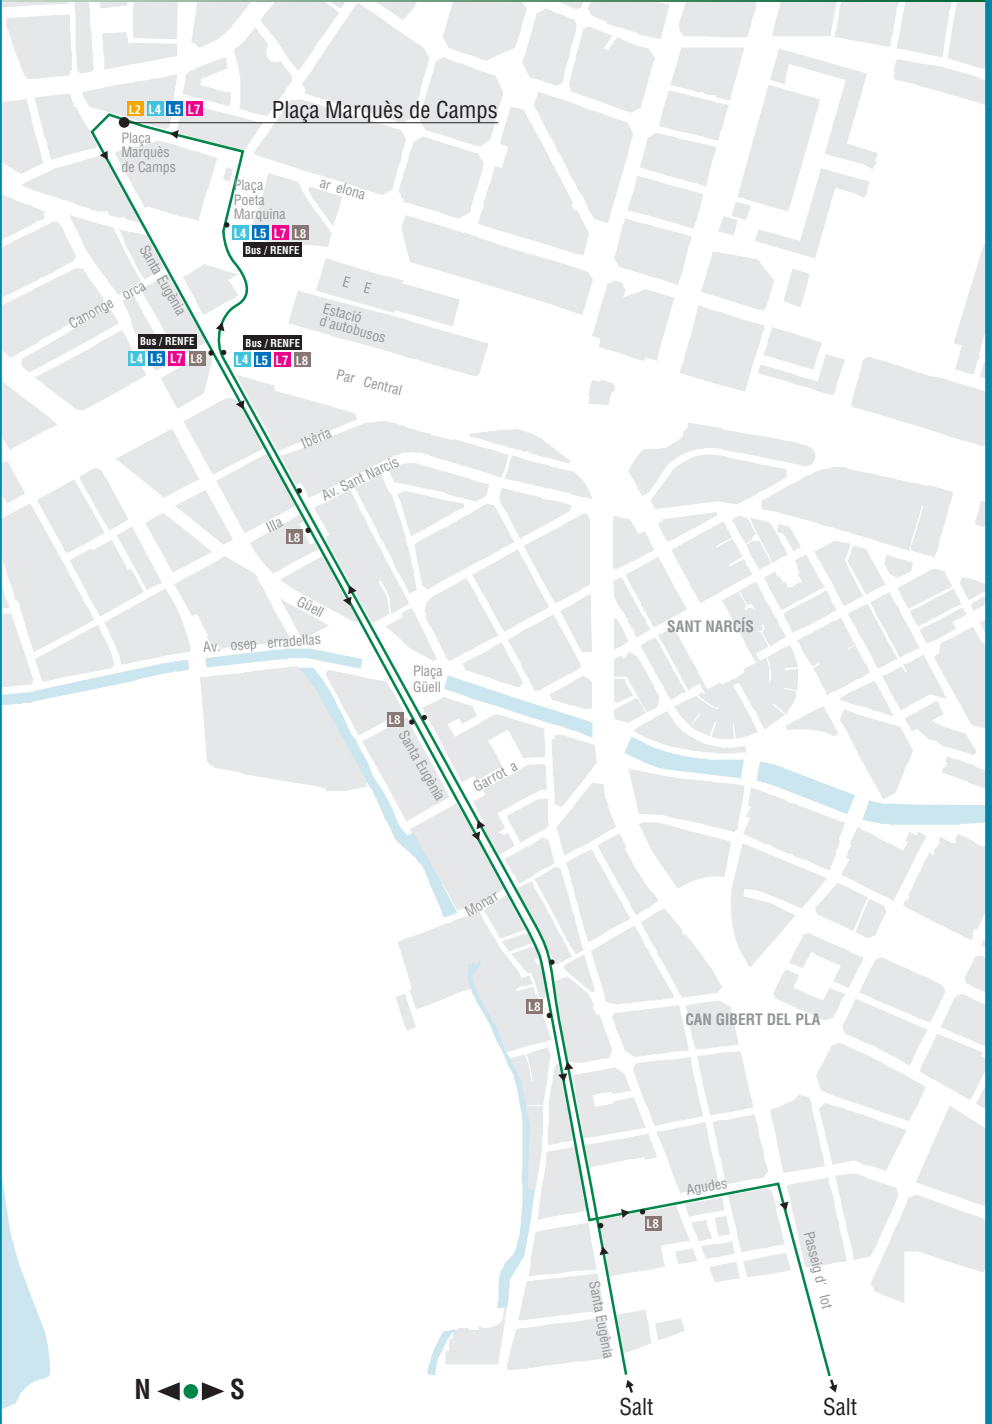 L2 L4 L5 L7
Plaça Marquès de Camps
Plaça
Marquès
de Camps
Plaça
Poeta
Marquina
ar elona
L4 L5 L7 L8
Bus / RENFE
Santa Eugènia
Canonge orca
E E
Estació
d'autobusos
Bus / RENFE
L4 L5 L7 L8
Bus / RENFE
L4 L5 L7 L8
Par Central
Ibèria
Av. Sant Narcís
Illa
L8
Güell
Av. osep erradellas
SANT NARCÍS
Plaça
Güell
L8
Santa Eugènia
Garrot a
Monar
L8
CAN GIBERT DEL PLA
Agudes
L8
Passeig d' lot
Santa Eugènia
N S
Salt
Salt